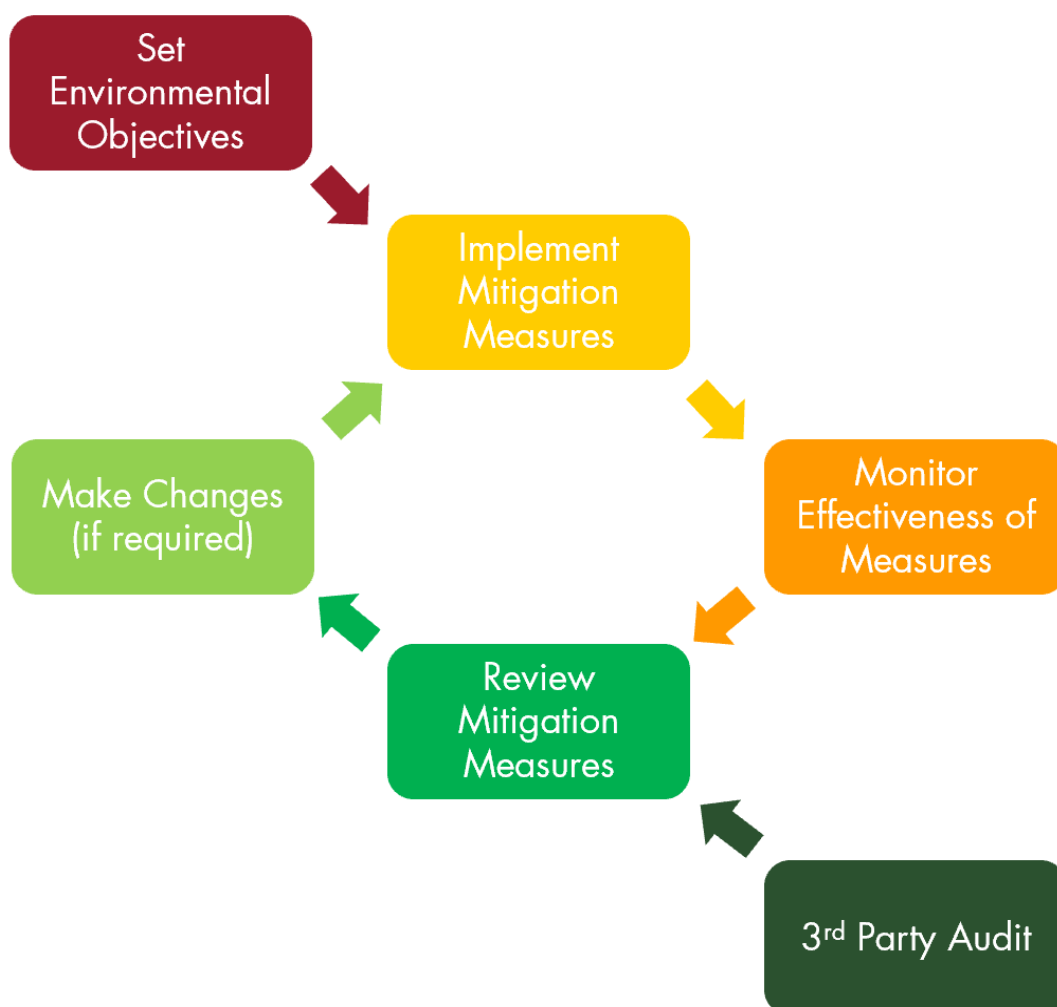 Set
Environmental
Objectives
Implement
Mitigation
Measures
Make Changes
(if required)
Monitor
Effectiveness of
Measures
Review
Mitigation
Measures
3rd Party Audit